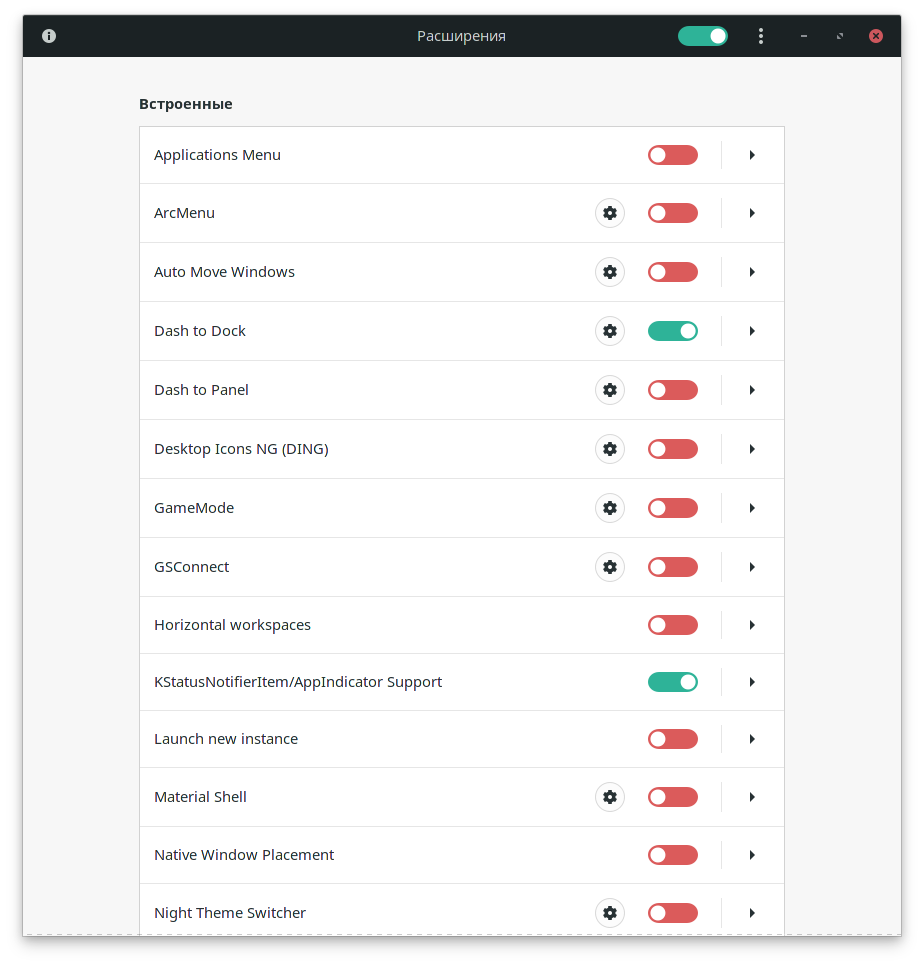 Расширения
Встроенные
Applications Menu
ArcMenu
Auto Move Windows
Dash to Dock
Dash to Panel
Desktop Icons NG (DING)
GameMode
GSConnect
Horizontal workspaces
KStatusNotifierItem/AppIndicator Support
Launch new instance
Material Shell
Native Window Placement
Night Theme Switcher